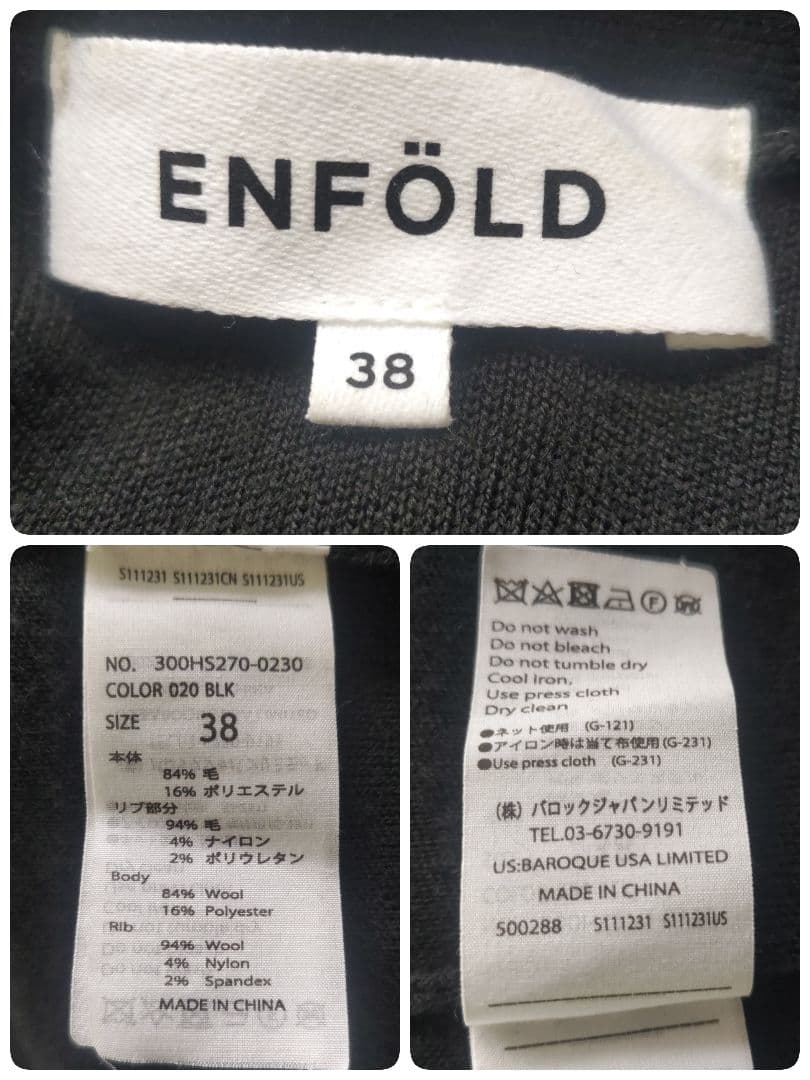 ENFÖLD
38
S111231 S111231CN S111231US
NO. 300HS270-0230
COLOR 020 BLK
SIZE 38
本体
84% 毛
16% ポリエステル
リブ部分
94% 毛
4% ナイロン
2% ポリウレタン
Body
84% Wool
16% Polyester
Rib
94% Wool
4% Nylon
2% Spandex
MADE IN CHINA
Do not wash
Do not bleach
Do not tumble dry
Cool Iron,
Use press cloth
Dry clean
●ネット使用 (G-121)
●アイロン時は当て布使用(G-231)
●Use press cloth (G-231)
(株) バロックジャパンリミテッド
TEL.03-6730-9191
US:BAROQUE USA LIMITED
MADE IN CHINA
500288 S111231 S111231US